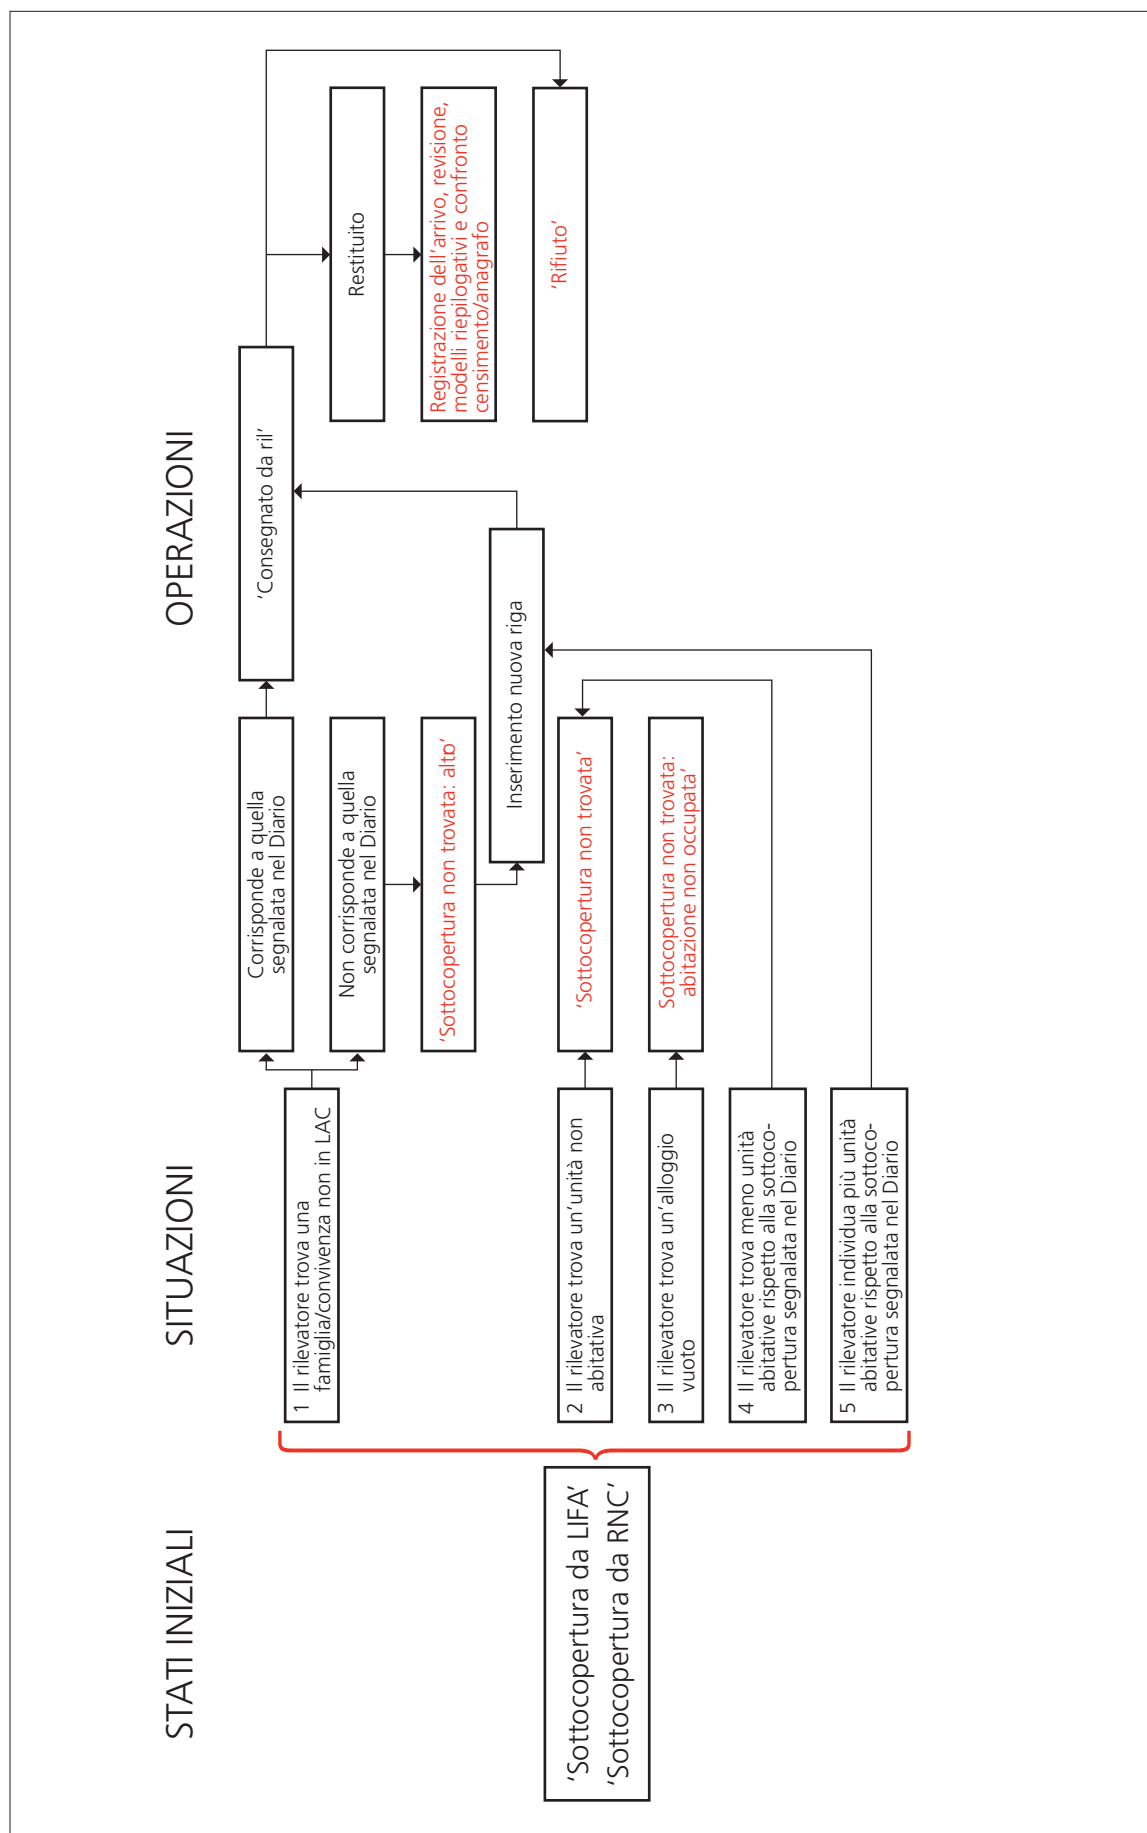 STATI INIZIALI
SITUAZIONI
OPERAZIONI
‘Sottocopertura da LIFA’
‘Sottocopertura da RNC’
1 Il rilevatore trova una
famiglia/convivenza non in LAC
2 Il rilevatore trova un’unità non
abitativa
3 Il rilevatore trova un’alloggio
vuoto
4 Il rilevatore trova meno unità
abitative rispetto alla sottoco-
pertura segnalata nel Diario
5 Il rilevatore individua più unità
abitative rispetto alla sottoco-
pertura segnalata nel Diario
Corrisponde a quella
segnalata nel Diario
Non corrisponde a quella
segnalata nel Diario
‘Sottocopertura non trovata: altro’
‘Sottocopertura non trovata’
Sottocopertura non trovata:
abitazione non occupata’
Inserimento nuova riga
‘Consegnato da ril’
Restituito
Registrazione dell’arrivo, revisione,
modelli riepilogativi e confronto
censimento/anagrafo
‘Rifiuto’